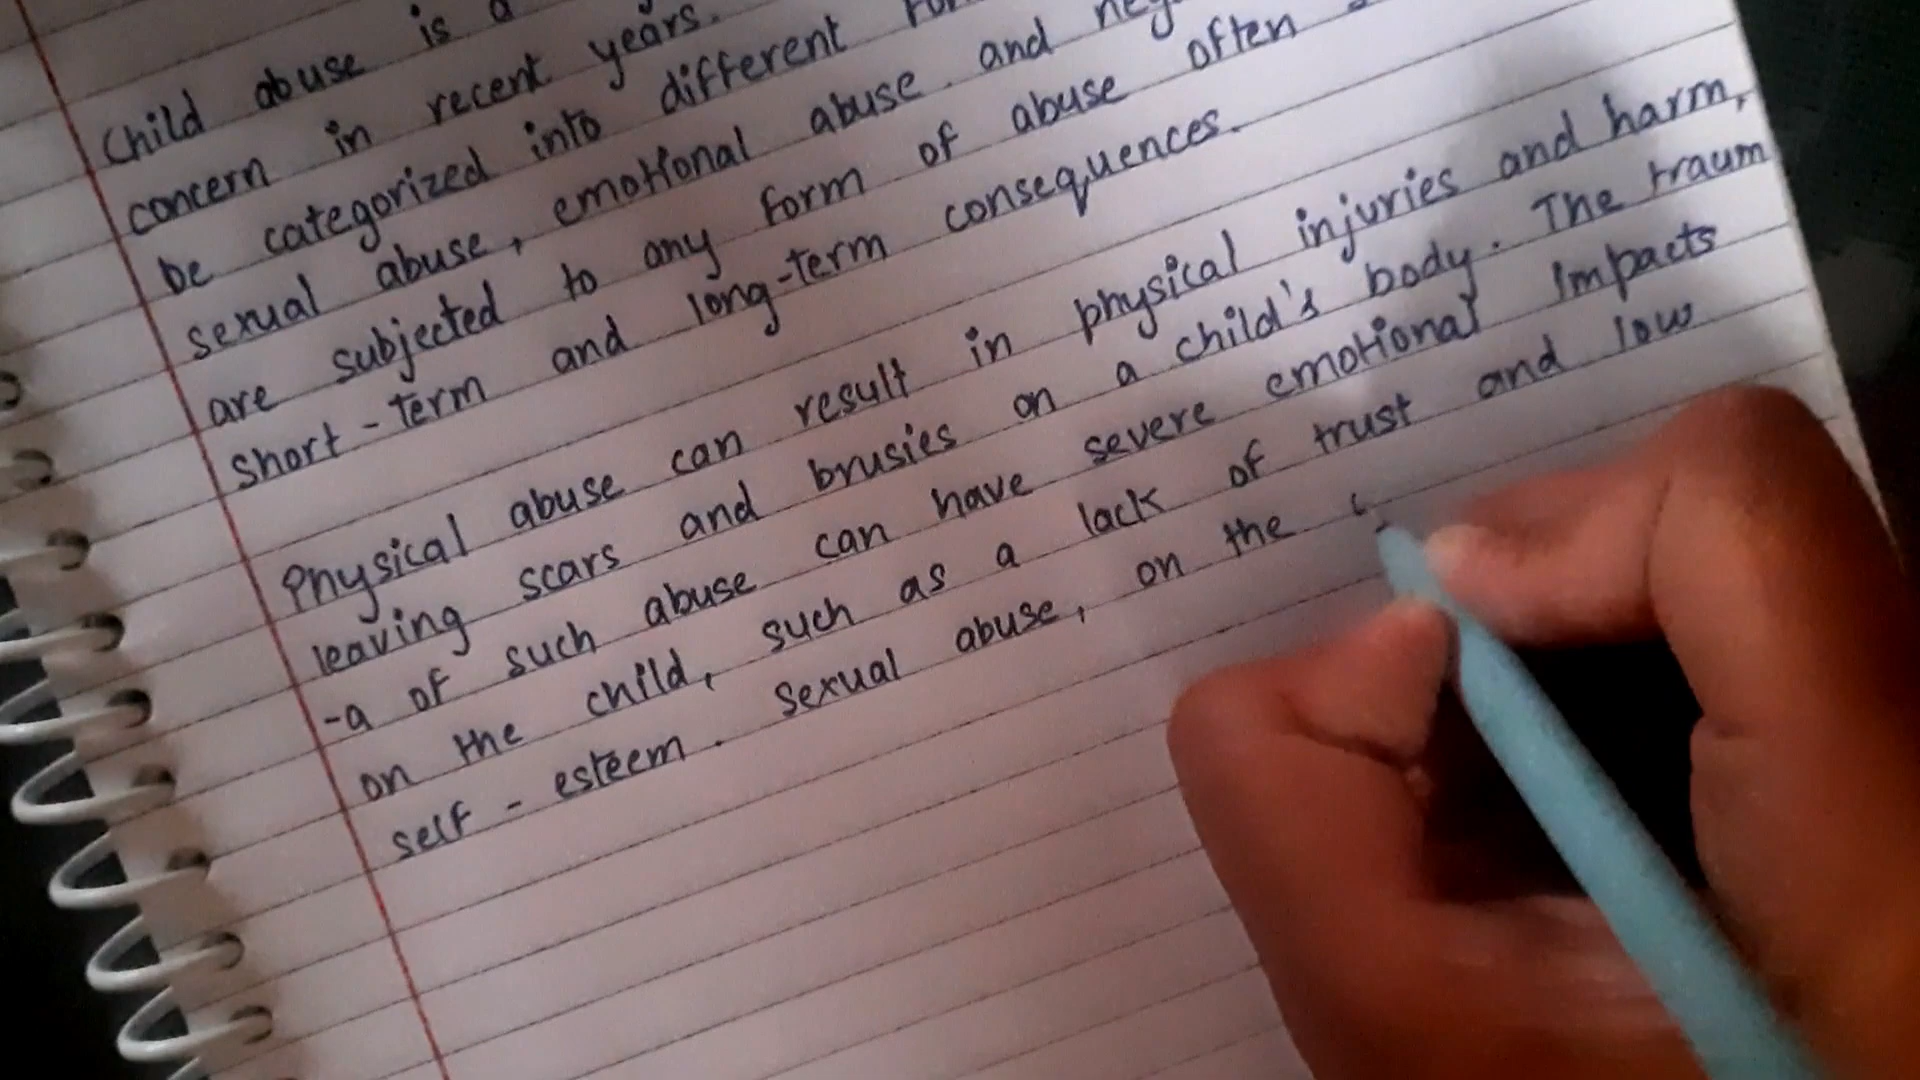 Child abuse is a
concern in recent years.
be categorized into different
sexual abuse, emotional abuse and
are subjected to any form of abuse often
short-term and long-term consequences.
Physical abuse can result in physical injuries and harm,
leaving scars and brusies on a child's body. The traum
-a of such abuse can have severe emotional impacts
on the child, such as a lack of trust and low
self-esteem. Sexual abuse, on the